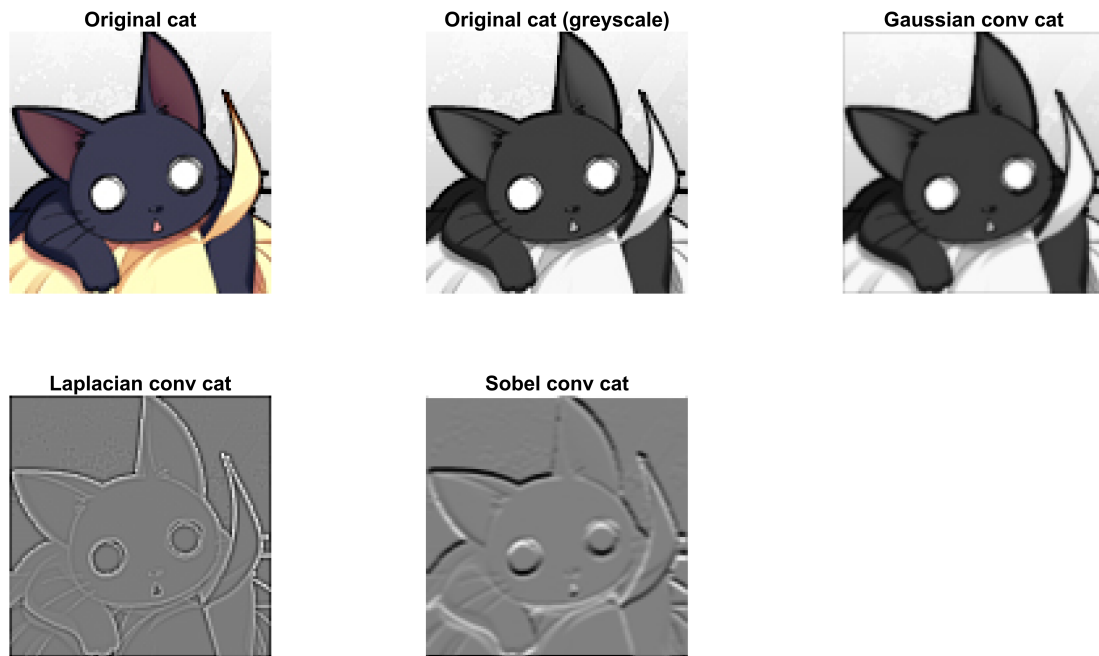 Original cat
Original cat (greyscale)
Gaussian conv cat
Laplacian conv cat
Sobel conv cat